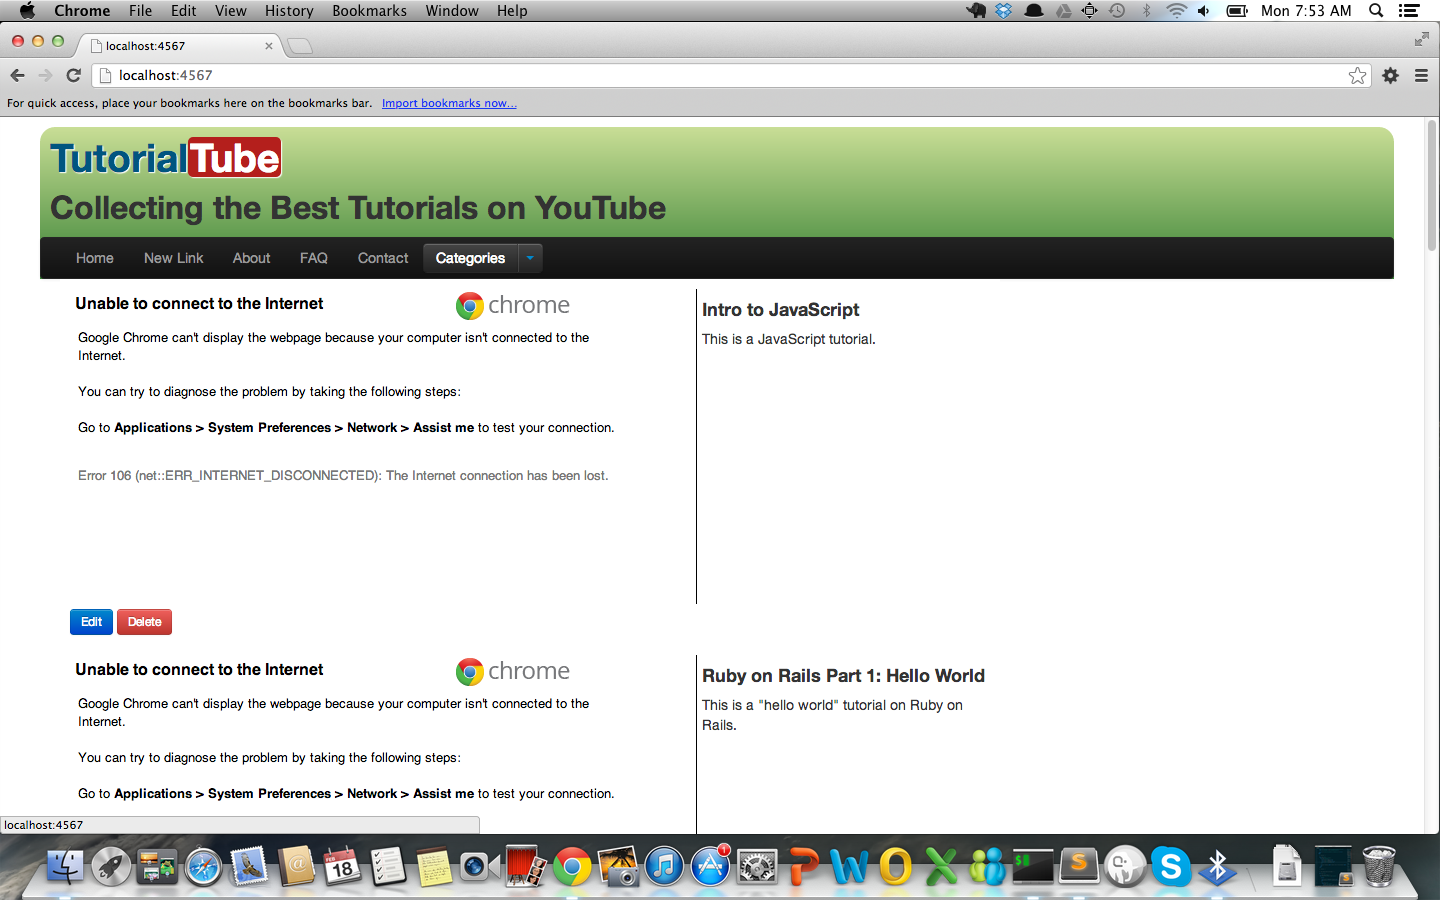 Chrome File Edit View History Bookmarks Window Help Mon 7:53 AM
localhost:4567
localhost:4567
For quick access, place your bookmarks here on the bookmarks bar. Import bookmarks now...
TutorialTube
Collecting the Best Tutorials on YouTube
Home New Link About FAQ Contact Categories
Unable to connect to the Internet
chrome
Google Chrome can't display the webpage because your computer isn't connected to the
Internet.
You can try to diagnose the problem by taking the following steps:
Go to Applications > System Preferences > Network > Assist me to test your connection.
Error 106 (net::ERR_INTERNET_DISCONNECTED): The Internet connection has been lost.
Intro to JavaScript
This is a JavaScript tutorial.
Edit Delete
Unable to connect to the Internet
chrome
Google Chrome can't display the webpage because your computer isn't connected to the
Internet.
You can try to diagnose the problem by taking the following steps:
Go to Applications > System Preferences > Network > Assist me to test your connection.
Ruby on Rails Part 1: Hello World
This is a "hello world" tutorial on Ruby on
Rails.
localhost:4567
FEB
18
1